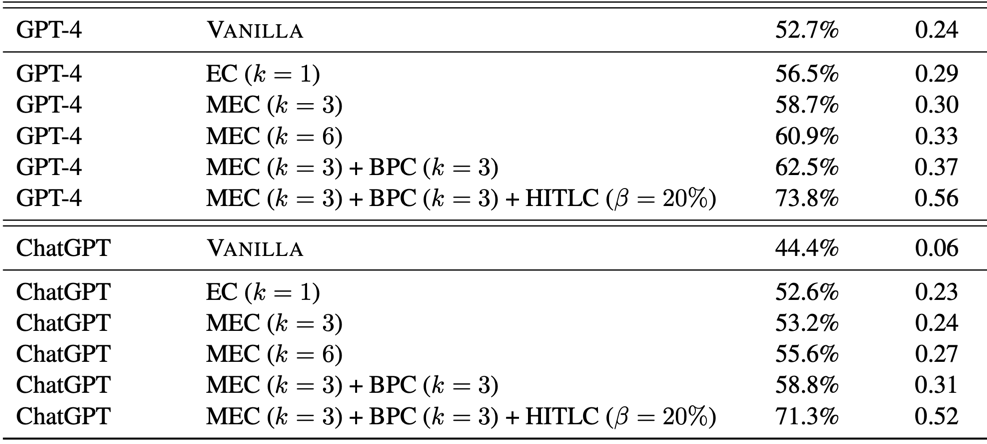 GPT-4 VANILLA 52.7% 0.24
GPT-4 EC (k = 1) 56.5% 0.29
GPT-4 MEC (k = 3) 58.7% 0.30
GPT-4 MEC (k = 6) 60.9% 0.33
GPT-4 MEC (k = 3) + BPC (k = 3) 62.5% 0.37
GPT-4 MEC (k = 3) + BPC (k = 3) + HITLC (β = 20%) 73.8% 0.56
ChatGPT VANILLA 44.4% 0.06
ChatGPT EC (k = 1) 52.6% 0.23
ChatGPT MEC (k = 3) 53.2% 0.24
ChatGPT MEC (k = 6) 55.6% 0.27
ChatGPT MEC (k = 3) + BPC (k = 3) 58.8% 0.31
ChatGPT MEC (k = 3) + BPC (k = 3) + HITLC (β = 20%) 71.3% 0.52